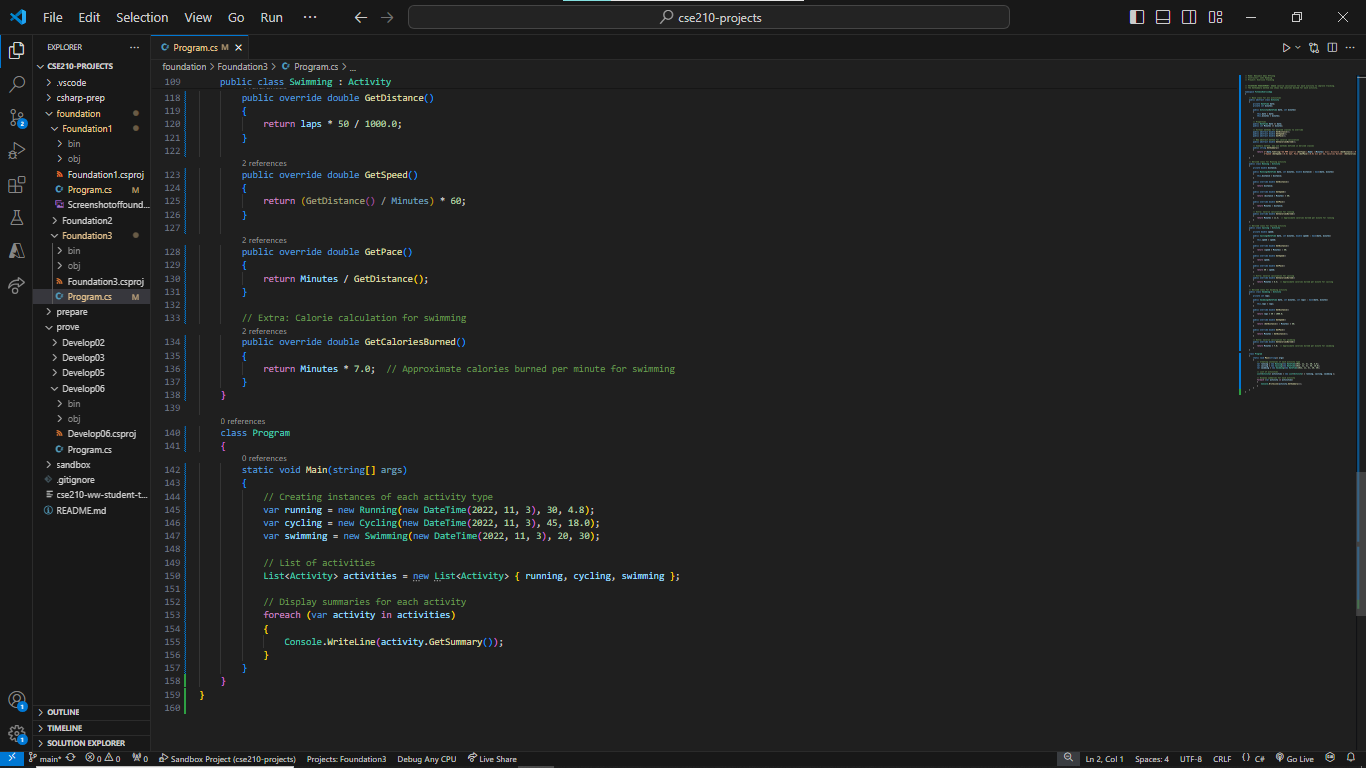 File Edit Selection View Go Run ··· cse210-projects
EXPLORER ···
CSE210-PROJECTS
.vscode
csharp-prep
foundation
Foundation1
bin
obj
Foundation1.csproj
Program.cs M
Screenshotoffound...
Foundation2
Foundation3
bin
obj
Foundation3.csproj
Program.cs M
prepare
prove
Develop02
Develop03
Develop05
Develop06
bin
obj
Develop06.csproj
Program.cs
sandbox
.gitignore
cse210-ww-student-t...
README.md
OUTLINE
TIMELINE
SOLUTION EXPLORER
2
1
1
Program.cs M
foundation > Foundation3 > Program.cs > ...
109 public class Swimming : Activity
118 public override double GetDistance()
119 {
120 return laps * 50 / 1000.0;
121 }
122
2 references
123 public override double GetSpeed()
124 {
125 return (GetDistance() / Minutes) * 60;
126 }
127
2 references
128 public override double GetPace()
129 {
130 return Minutes / GetDistance();
131 }
132
133 // Extra: Calorie calculation for swimming
2 references
134 public override double GetCaloriesBurned()
135 {
136 return Minutes * 7.0; // Approximate calories burned per minute for swimming
137 }
138 }
139
0 references
140 class Program
141 {
0 references
142 static void Main(string[] args)
143 {
144 // Creating instances of each activity type
145 var running = new Running(new DateTime(2022, 11, 3), 30, 4.8);
146 var cycling = new Cycling(new DateTime(2022, 11, 3), 45, 18.0);
147 var swimming = new Swimming(new DateTime(2022, 11, 3), 20, 30);
148
149 // List of activities
150 List<Activity> activities = new List<Activity> { running, cycling, swimming };
151
152 // Display summaries for each activity
153 foreach (var activity in activities)
154 {
155 Console.WriteLine(activity.GetSummary());
156 }
157 }
158 }
159 }
160
main* 0 0 0 Sandbox Project (cse210-projects) Projects: Foundation3 Debug Any CPU Live Share Ln 2, Col 1 Spaces: 4 UTF-8 CRLF {} C# Go Live